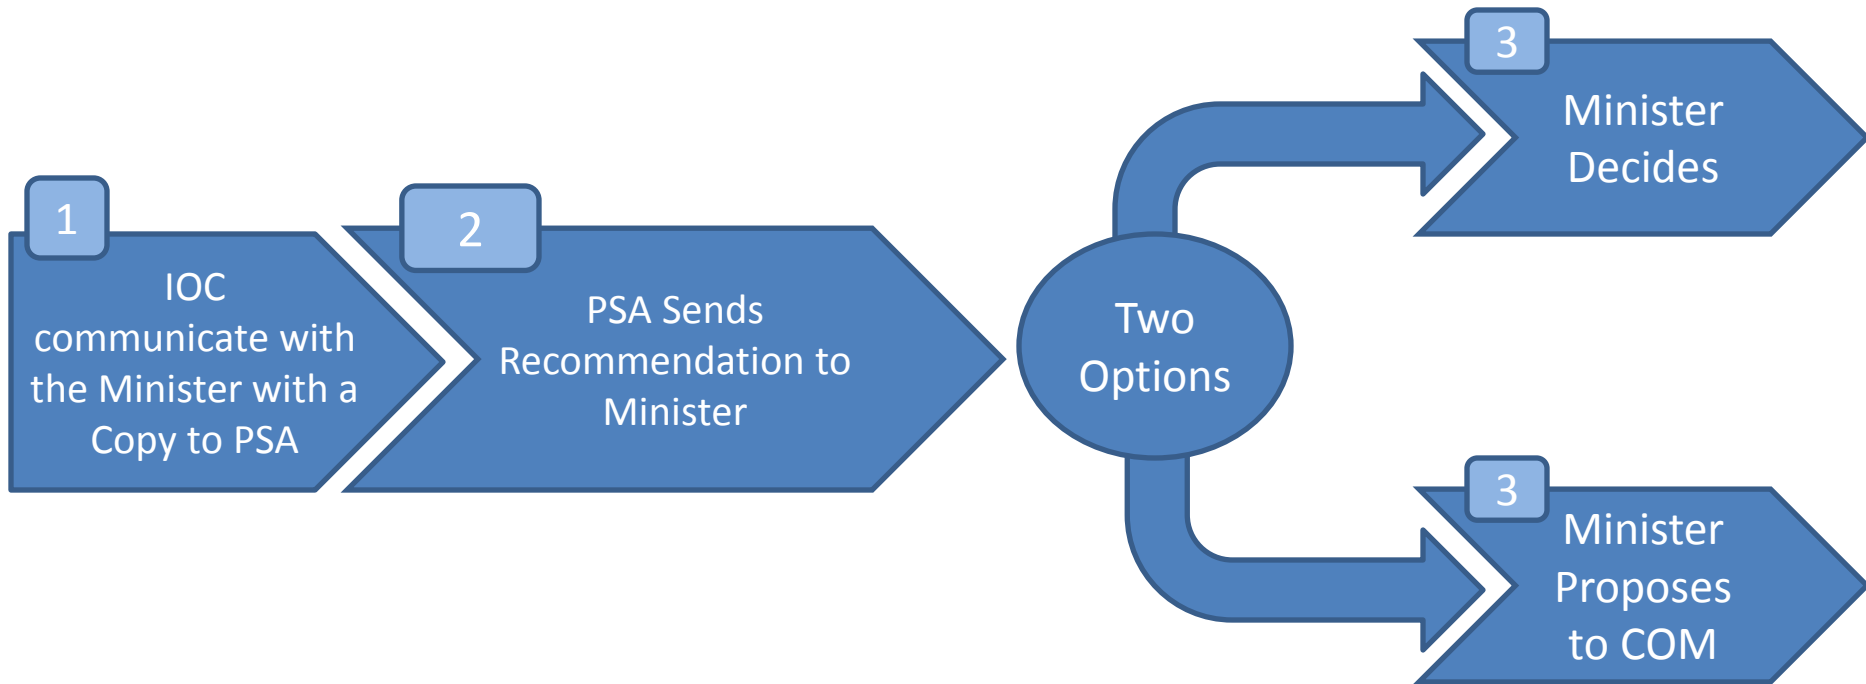 1
IOC
communicate with
the Minister with a
Copy to PSA
2
PSA Sends
Recommendation to
Minister
Two
Options
3
Minister
Decides
3
Minister
Proposes
to COM